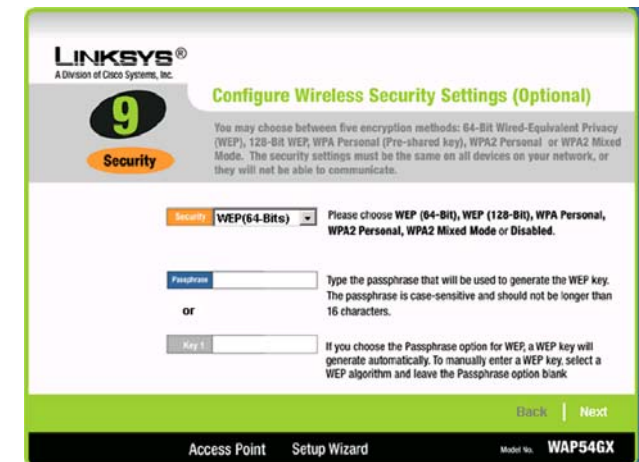 LINKSYS®
A Division of Cisco Systems, Inc.
9
Security
Configure Wireless Security Settings (Optional)
You may choose between five encryption methods: 64-Bit Wired-Equivalent Privacy
(WEP), 128-Bit WEP, WPA Personal (Pre-shared key), WPA2 Personal or WPA2 Mixed
Mode. The security settings must be the same on all devices on your network, or
they will not be able to communicate.
Security WEP(64-Bits)
Please choose WEP (64-Bit), WEP (128-Bit), WPA Personal,
WPA2 Personal, WPA2 Mixed Mode or Disabled.
Passphrase
Type the passphrase that will be used to generate the WEP key.
The passphrase is case-sensitive and should not be longer than
16 characters.
or
Key 1
If you choose the Passphrase option for WEP, a WEP key will
generate automatically. To manually enter a WEP key, select a
WEP algorithm and leave the Passphrase option blank
Back | Next
Access Point Setup Wizard Model No. WAP54GX